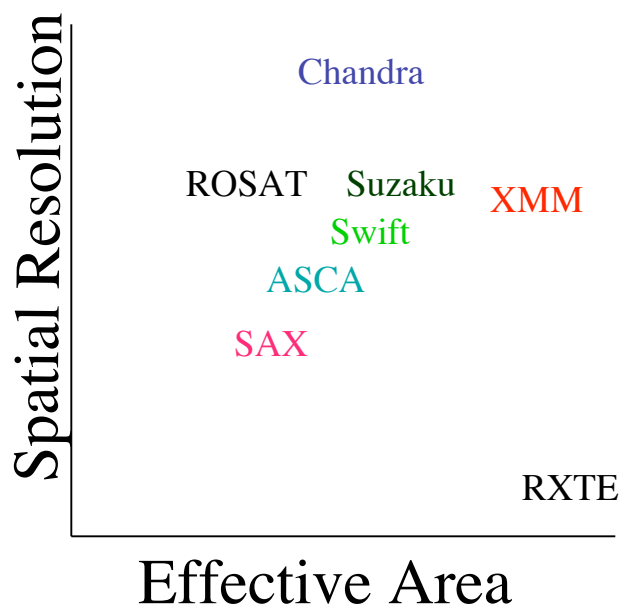 Spatial Resolution
Chandra
ROSAT
Suzaku
XMM
Swift
ASCA
SAX
RXTE
Effective Area